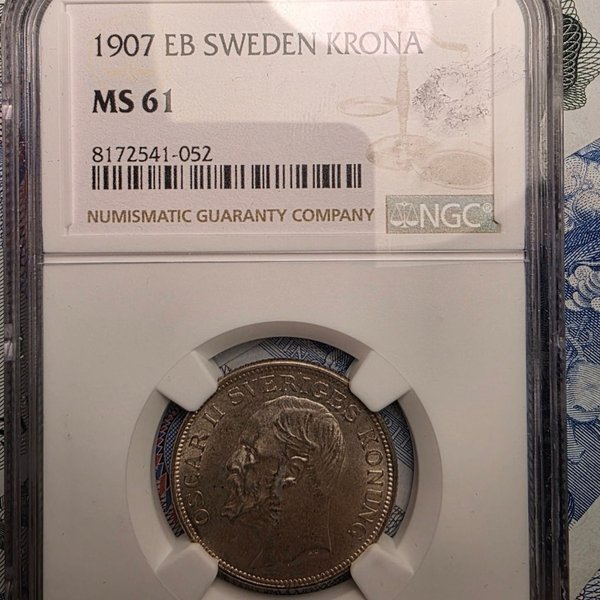 1907 EB SWEDEN KRONA
MS 61
8172541-052
NUMISMATIC GUARANTY COMPANY
NGC®
OSCAR II SVERIGES KONUNG